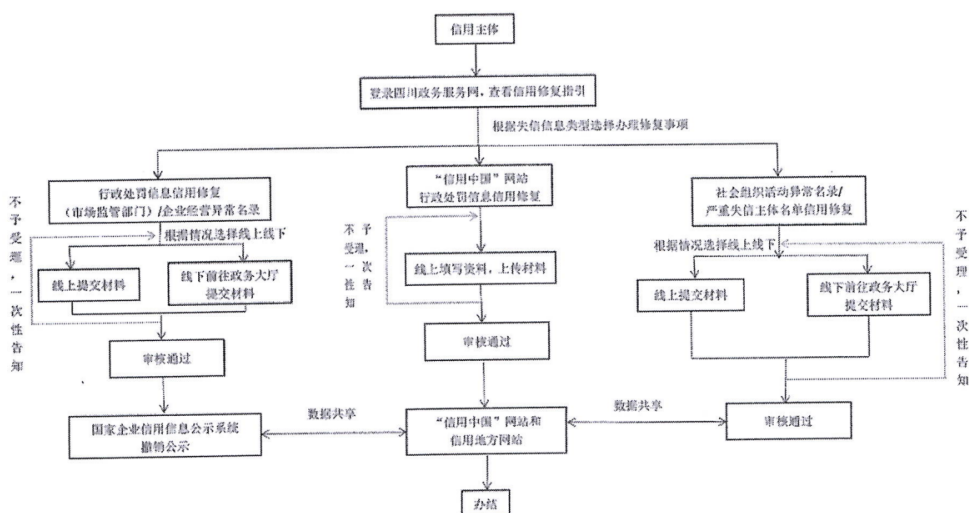 信用主体
登录四川政务服务网，查看信用修复指引
根据失信信息类型选择办理修复事项
行政处罚信息信用修复
（市场监管部门）/企业经营异常名录
“信用中国”网站
行政处罚信息信用修复
社会组织活动异常名录/
严重失信主体名单信用修复
不予受理，一次性告知
根据情况选择线上线下
线上提交材料
线下前往政务大厅
提交材料
审核通过
国家企业信用信息公示系统
撤销公示
不予
受理，
一次
性告
知
线上填写资料，上传材料
审核通过
数据共享
“信用中国”网站和
信用地方网站
数据共享
办结
根据情况选择线上线下
线上提交材料
线下前往政务大厅
提交材料
不予受理，一次性告知
审核通过